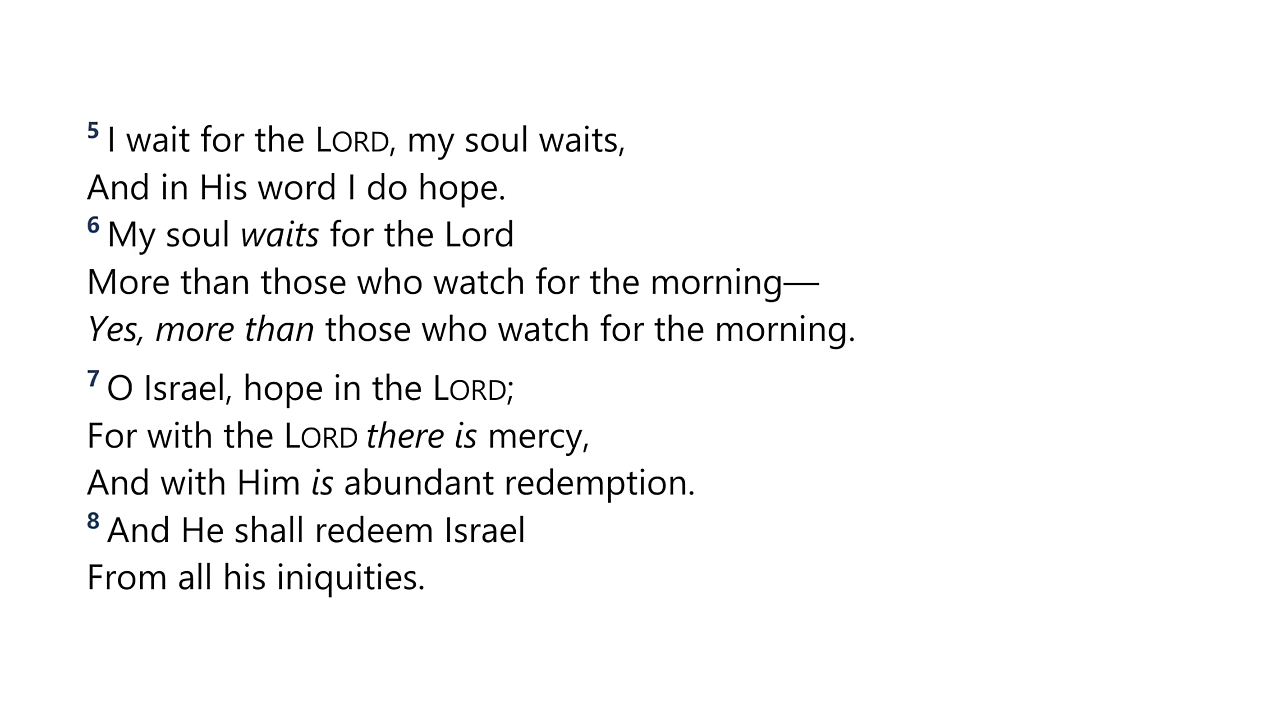 5 I wait for the LORD, my soul waits,
And in His word I do hope.
6 My soul waits for the Lord
More than those who watch for the morning—
Yes, more than those who watch for the morning.
7 O Israel, hope in the LORD;
For with the LORD there is mercy,
And with Him is abundant redemption.
8 And He shall redeem Israel
From all his iniquities.